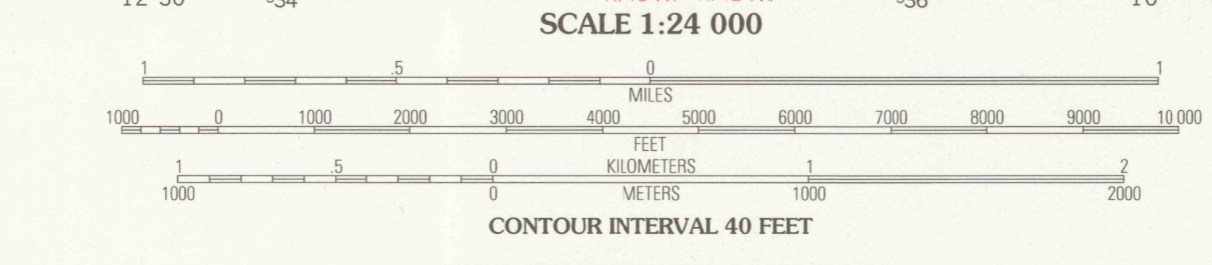 SCALE 1:24 000
1 .5 0 1
MILES
1000 0 1000 2000 3000 4000 5000 6000 7000 8000 9000 10 000
FEET
1 .5 0 KILOMETERS 1 2
1000 0 METERS 1000 2000
CONTOUR INTERVAL 40 FEET